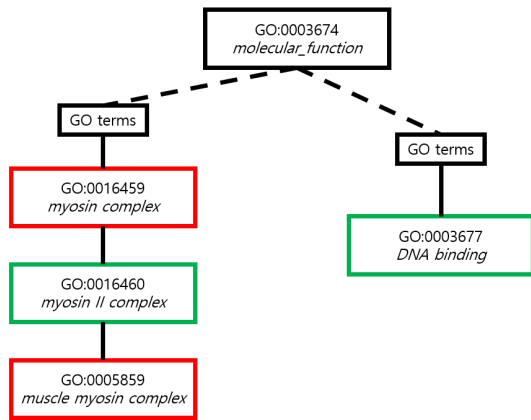 GO:0003674
molecular_function
GO terms
GO terms
GO:0016459
myosin complex
GO:0003677
DNA binding
GO:0016460
myosin II complex
GO:0005859
muscle myosin complex